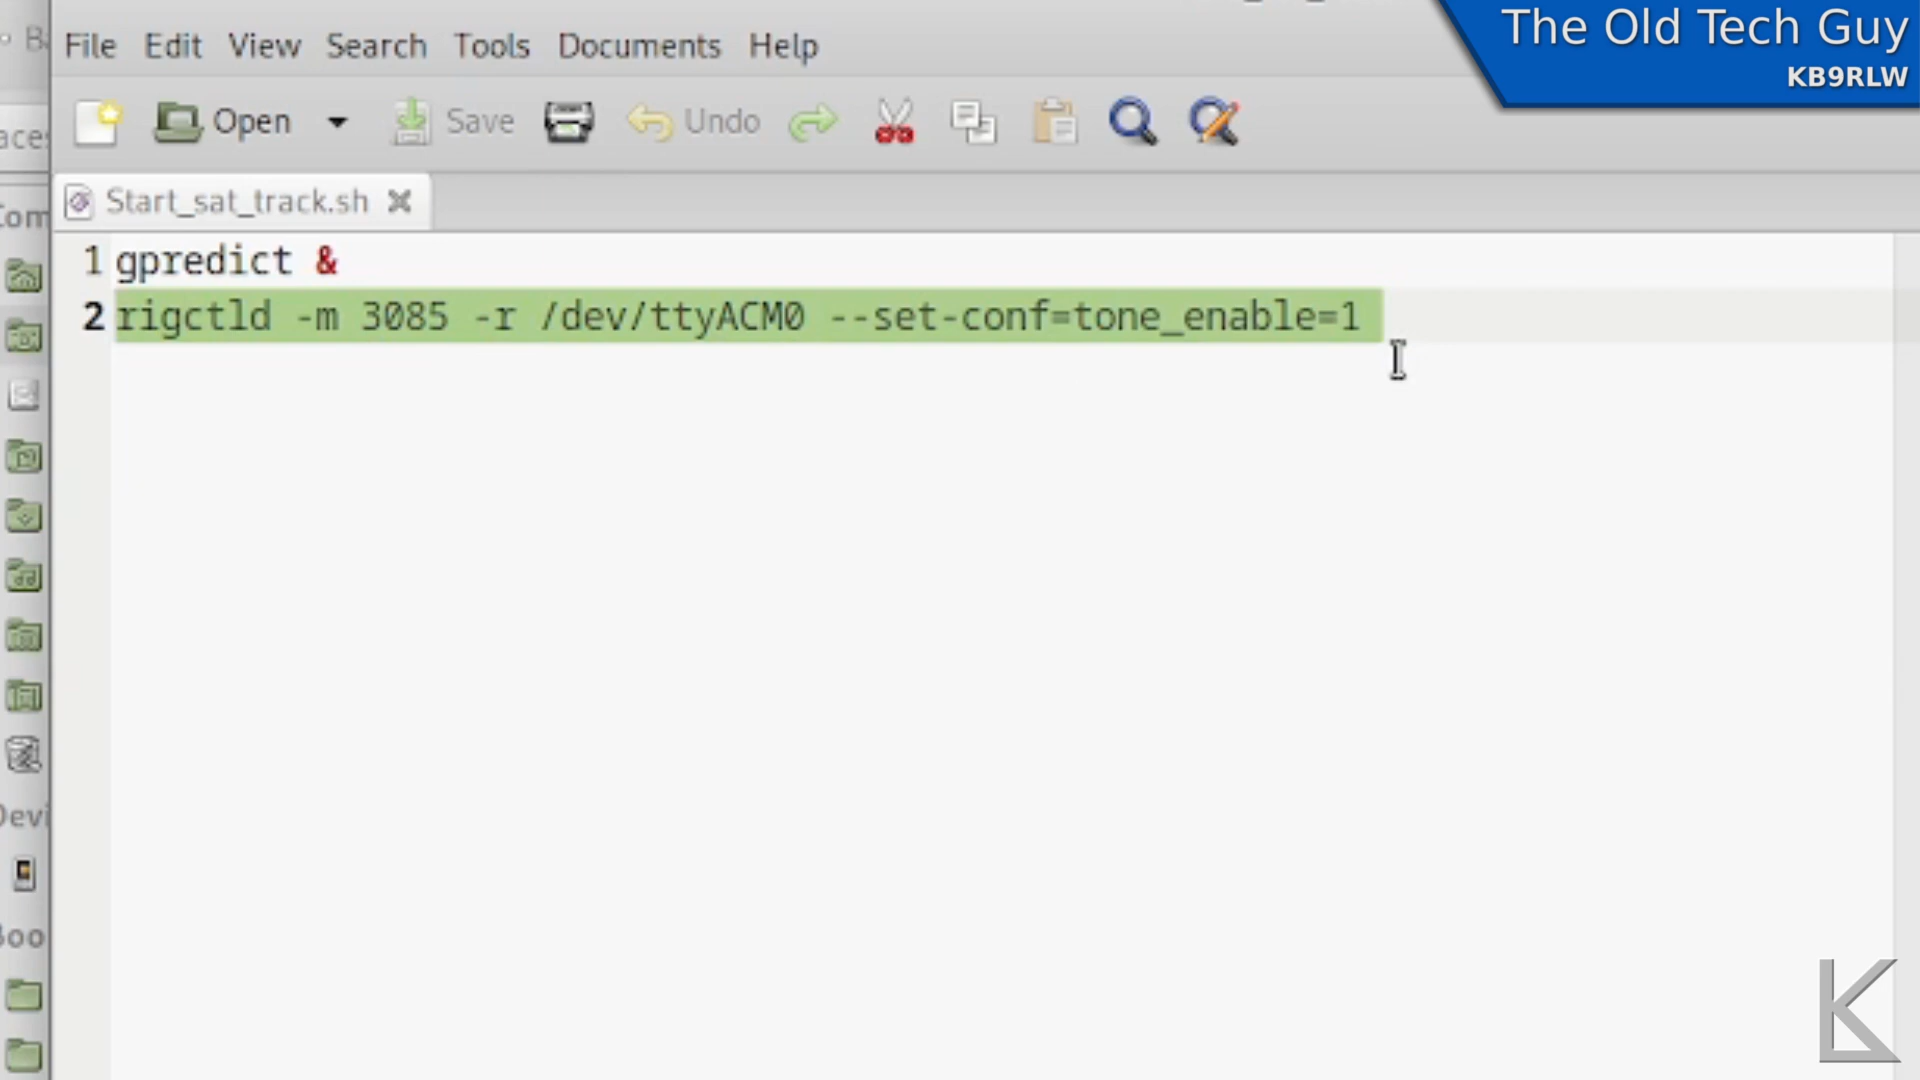 The Old Tech Guy
KB9RLW
File Edit View Search Tools Documents Help
Open Save Undo
Start_sat_track.sh
1 gpredict &
2 rigctld -m 3085 -r /dev/ttyACM0 --set-conf=tone_enable=1